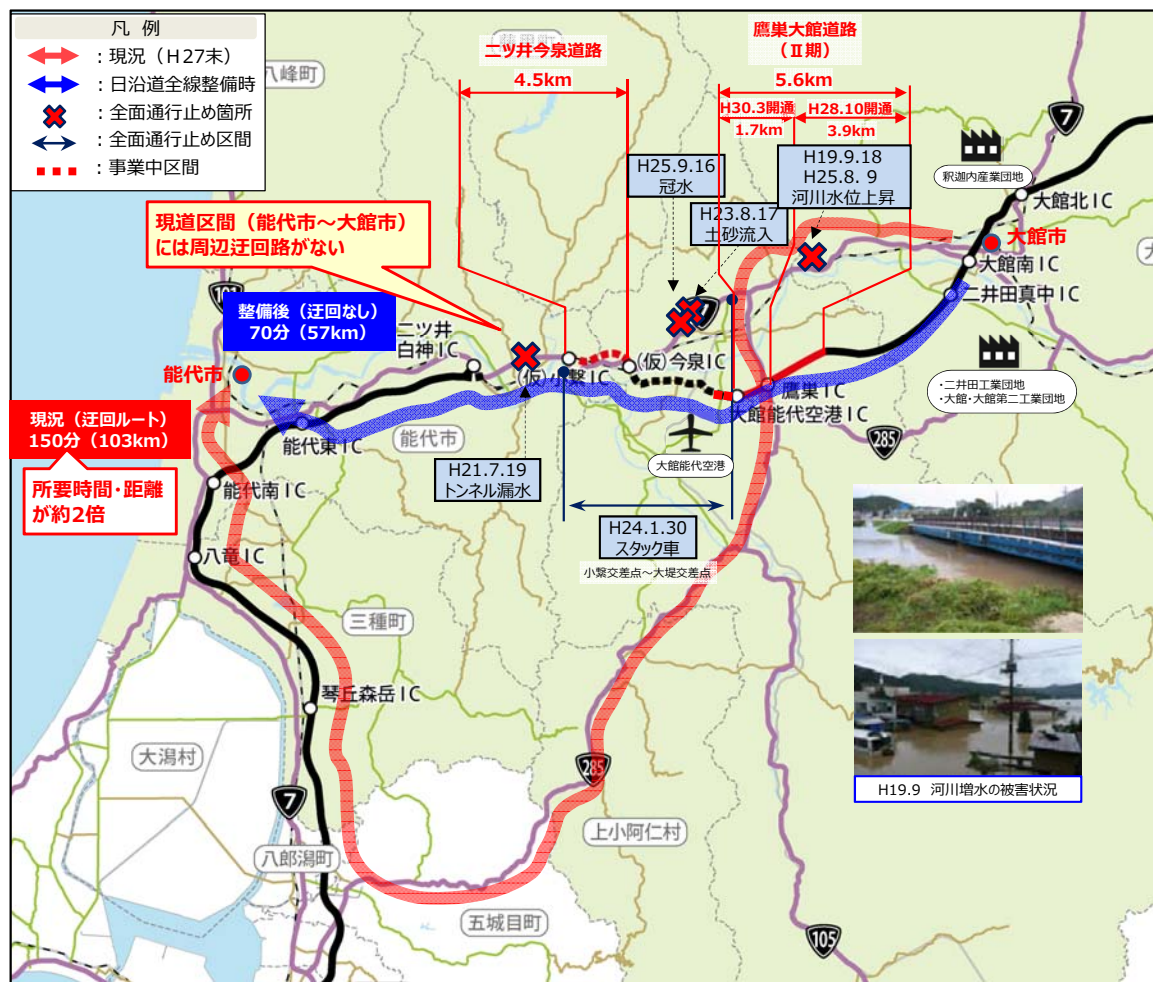 凡 例
：現況（Ｈ27末）
：日沿道全線整備時
：全面通行止め箇所
：全面通行止め区間
：事業中区間
八峰町
二ツ井今泉道路
4.5km
鷹巣大館道路
（Ⅱ期）
5.6km
H30.3開通
1.7km
H28.10開通
3.9km
7
H25.9.16
冠水
H23.8.17
土砂流入
H19.9.18
H25.8. 9
河川水位上昇
釈迦内産業団地
大館北ＩＣ
大館市
大館南ＩＣ
二井田真中ＩＣ
現道区間（能代市～大館市）
には周辺迂回路がない
101
整備後（迂回なし）
70分（57km）
二ツ井
白神ＩＣ
(仮)小繋ＩＣ
(仮)今泉ＩＣ
鷹巣ＩＣ
大館能代空港ＩＣ
・二井田工業団地
・大館・大館第二工業団地
能代市
現況（迂回ルート）
150分（103km）
能代東ＩＣ
能代市
大館能代空港
285
所要時間・距離
が約2倍
能代南ＩＣ
H21.7.19
トンネル漏水
H24.1.30
スタック車
小繋交差点～大堤交差点
八竜ＩＣ
三種町
琴丘森岳ＩＣ
大潟村
285
7
H19.9 河川増水の被害状況
上小阿仁村
八郎潟町
五城目町
105